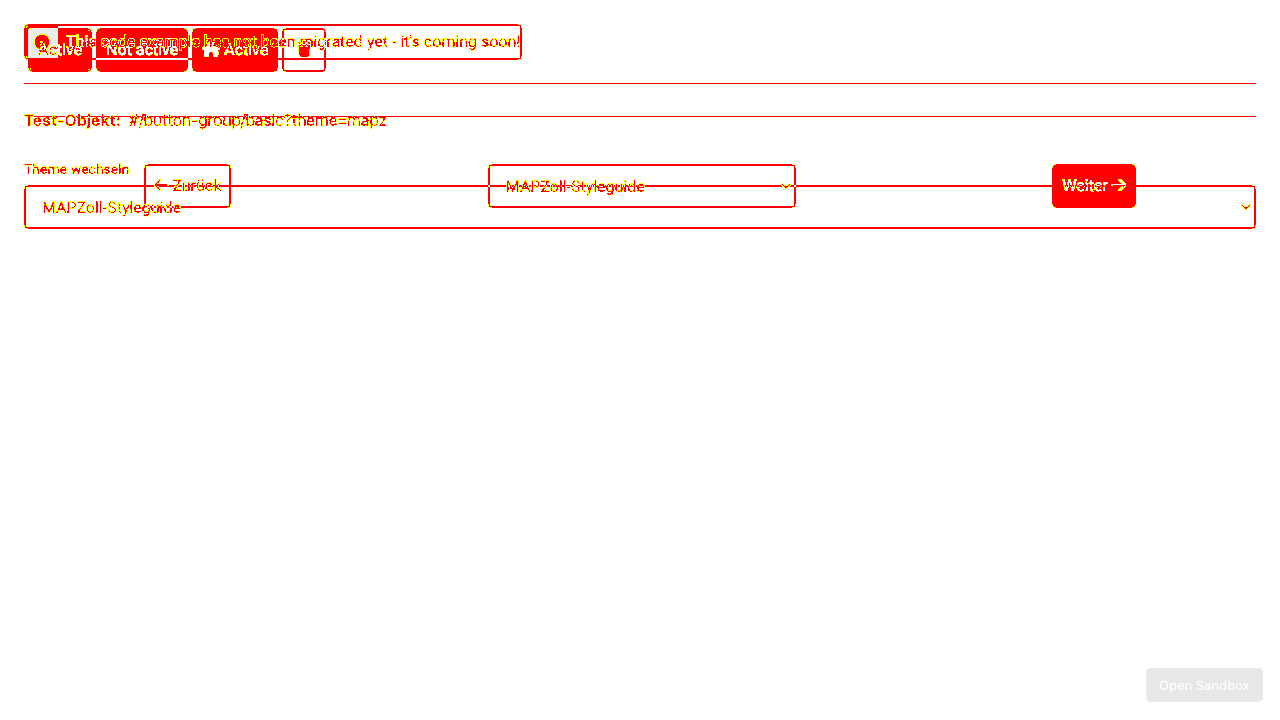 This code example has not been migrated yet - it's coming soon!
Active Not active Active
Test-Objekt: #/button-group/basic?theme=mapz
Theme wechseln
← Zurück MAPZoll-Styleguide Weiter →
MAPZoll-Styleguide
Open Sandbox